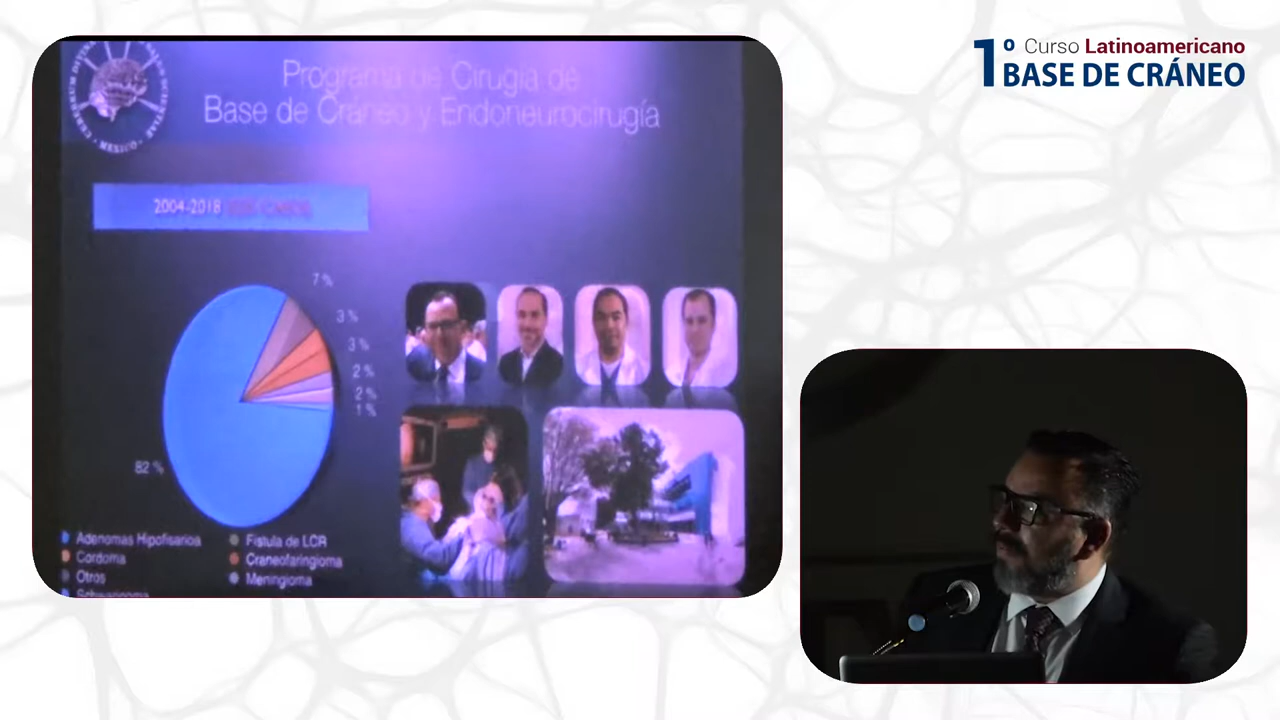 1º Curso Latinoamericano
BASE DE CRÁNEO
Programa de Cirugía de
Base de Cráneo y Endoneurocirugía
MEXICO
2004-2018
7 %
3 %
3 %
2 %
2 %
1 %
82 %
Adenomas Hipofisarios
Fístula de LCR
Cordoma
Craneofaringioma
Otros
Meningioma
Schwannoma